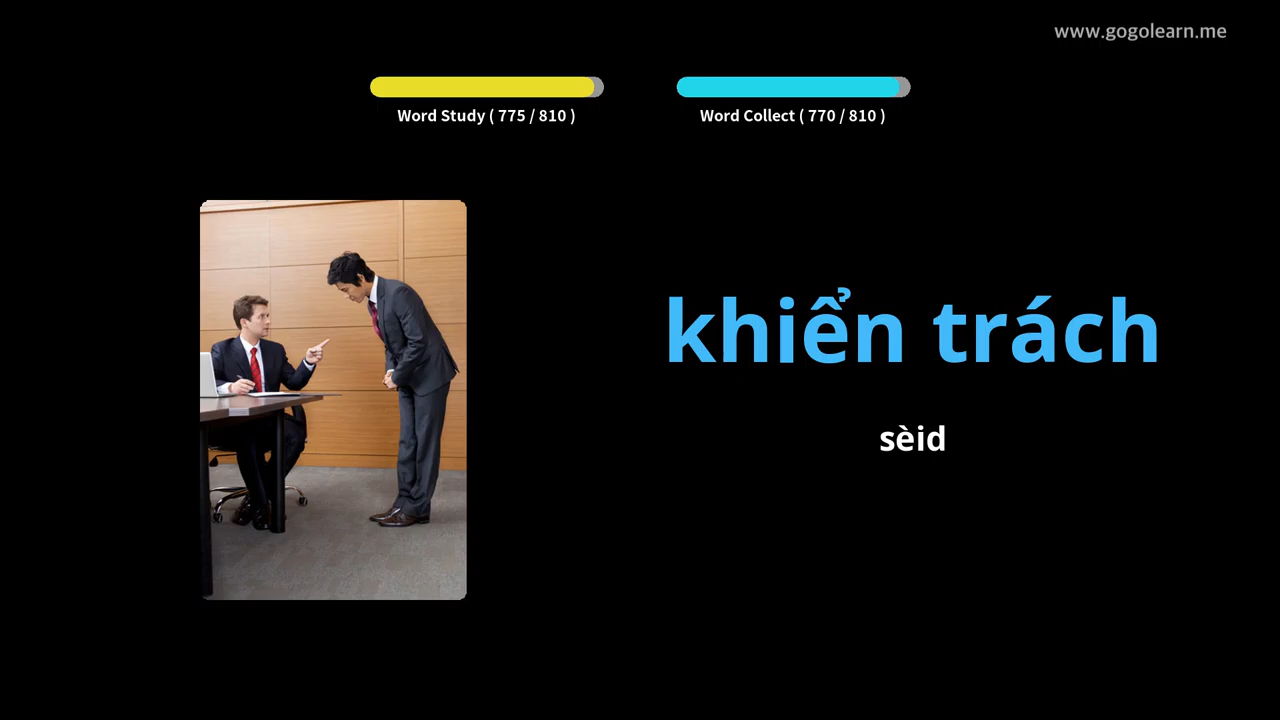 www.gogolearn.me
Word Study ( 775 / 810 )
Word Collect ( 770 / 810 )
khiển trách
sèid